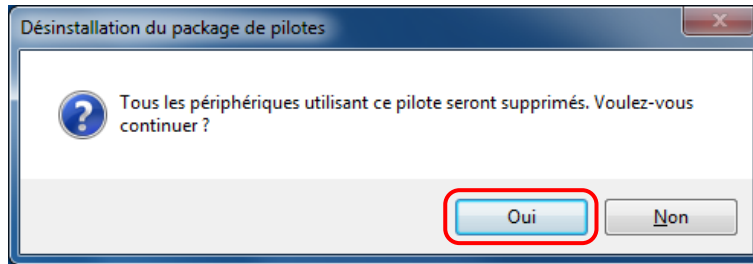 Désinstallation du package de pilotes
Tous les périphériques utilisant ce pilote seront supprimés. Voulez-vous
continuer ?
Oui
Non